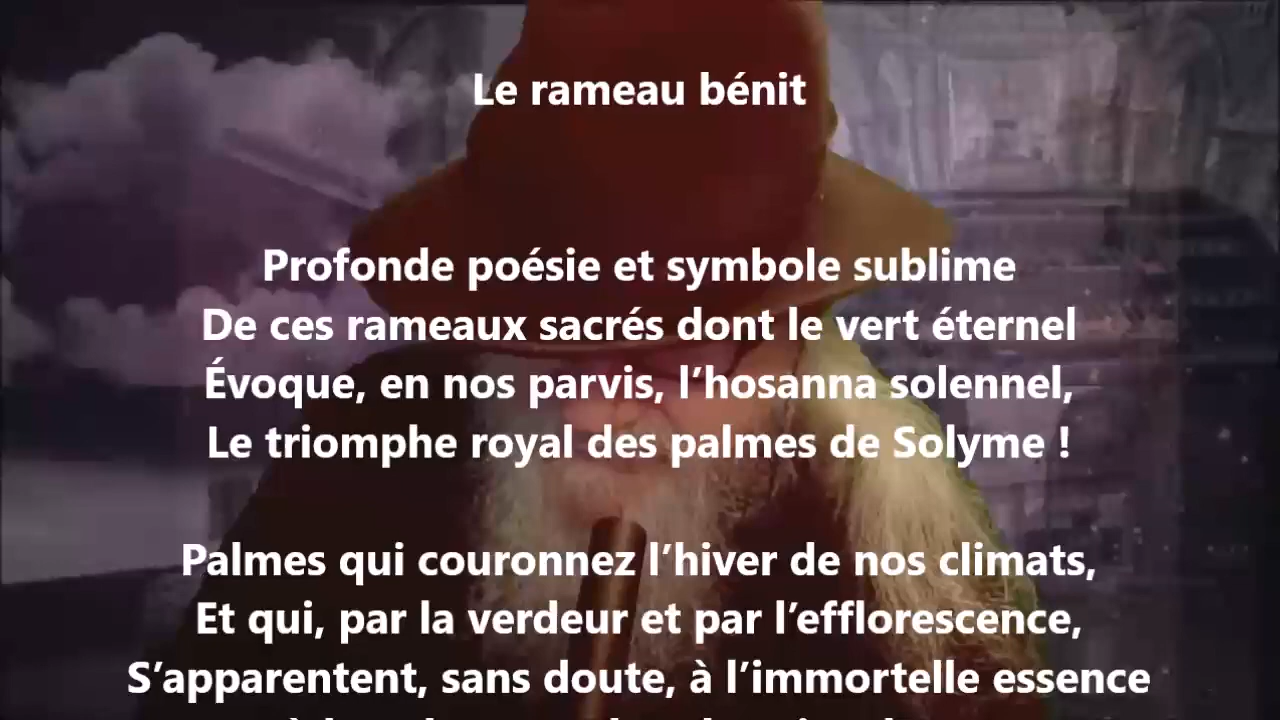 Le rameau bénit
Profonde poésie et symbole sublime
De ces rameaux sacrés dont le vert éternel
Évoque, en nos parvis, l’hosanna solennel,
Le triomphe royal des palmes de Solyme !
Palmes qui couronnez l’hiver de nos climats,
Et qui, par la verdeur et par l’efflorescence,
S’apparentent, sans doute, à l’immortelle essence